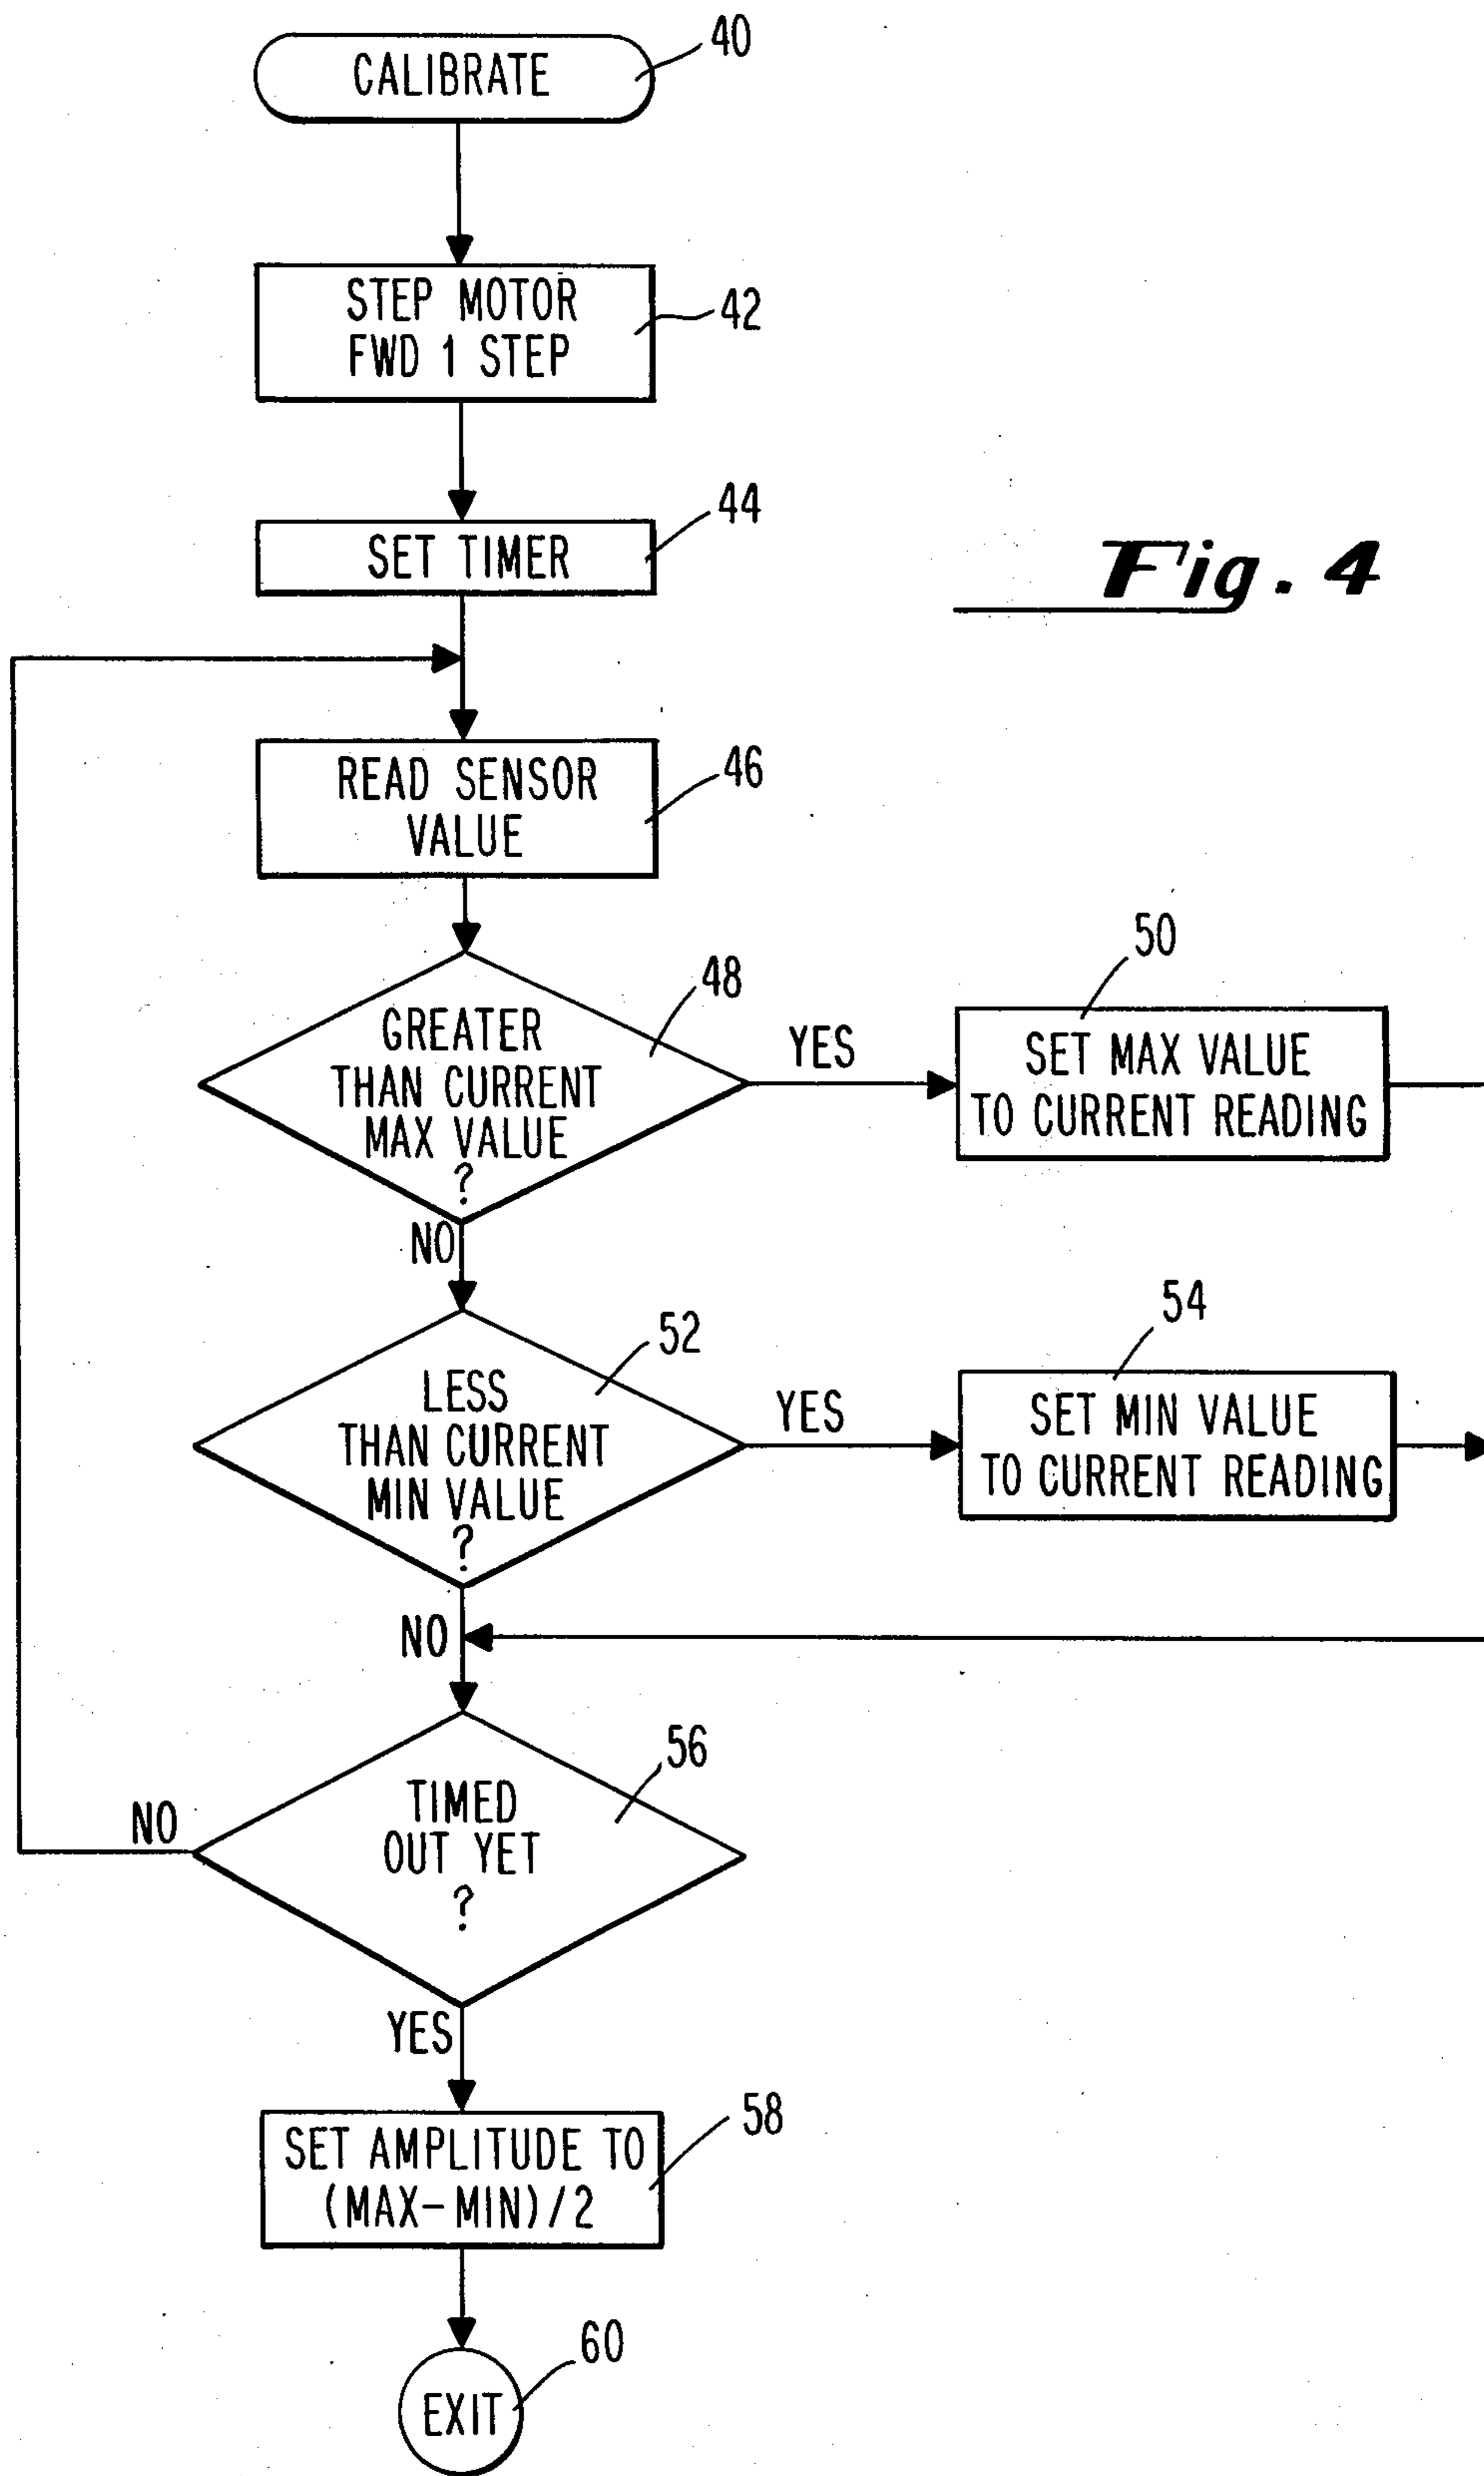 CALIBRATE
40
STEP MOTOR
FWD 1 STEP
42
SET TIMER
44
Fig. 4
READ SENSOR
VALUE
46
GREATER
THAN CURRENT
MAX VALUE
?
48
YES
50
SET MAX VALUE
TO CURRENT READING
NO
LESS
THAN CURRENT
MIN VALUE
?
52
YES
54
SET MIN VALUE
TO CURRENT READING
NO
TIMED
OUT YET
?
56
NO
YES
SET AMPLITUDE TO
(MAX-MIN)/2
58
EXIT
60